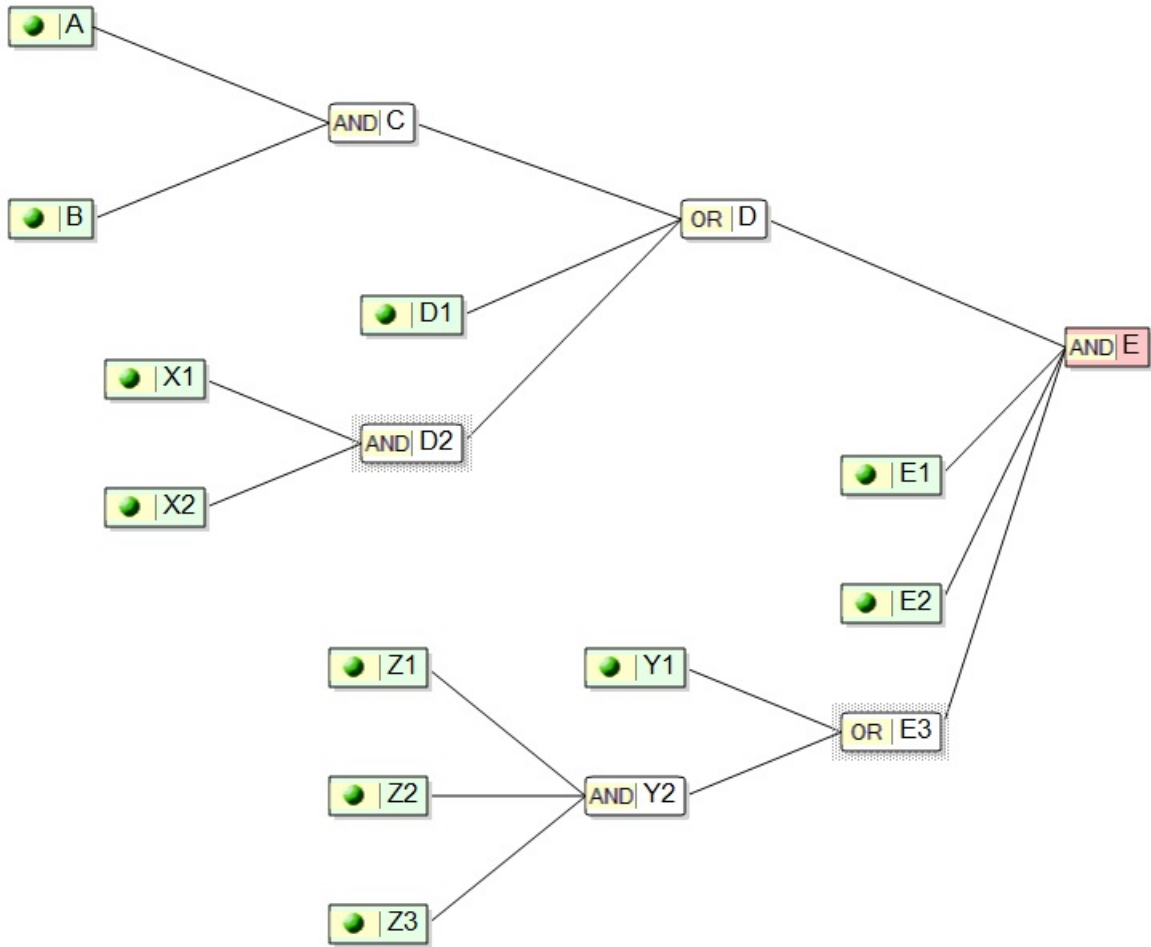 A
AND C
B
OR D
D1
AND E
X1
AND D2
E1
X2
E2
Z1
Y1
OR E3
Z2
AND Y2
Z3